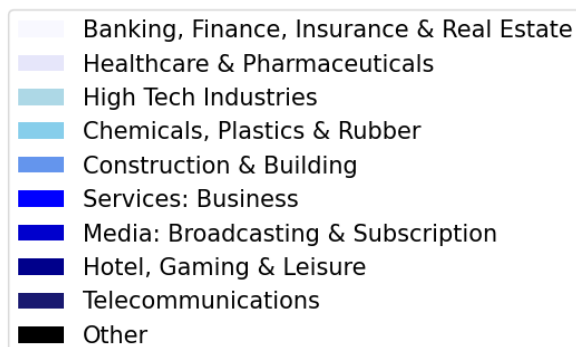 Banking, Finance, Insurance & Real Estate
Healthcare & Pharmaceuticals
High Tech Industries
Chemicals, Plastics & Rubber
Construction & Building
Services: Business
Media: Broadcasting & Subscription
Hotel, Gaming & Leisure
Telecommunications
Other